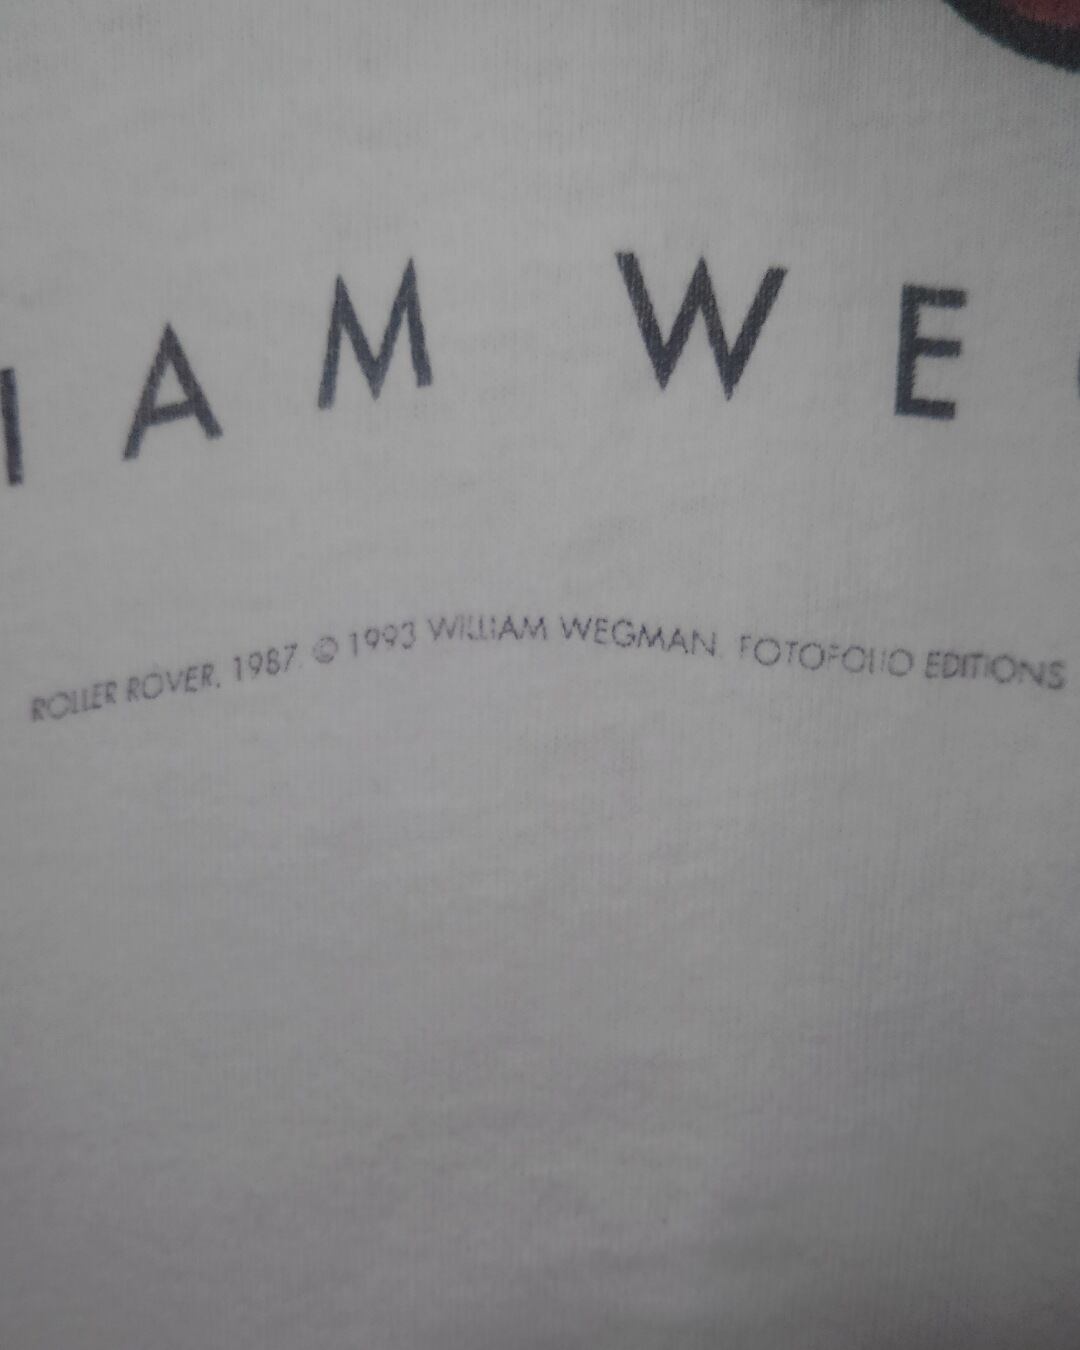 IAM WE
ROLLER ROVER, 1987. © 1993 WILLIAM WEGMAN. FOTOFOLIO EDITIONS